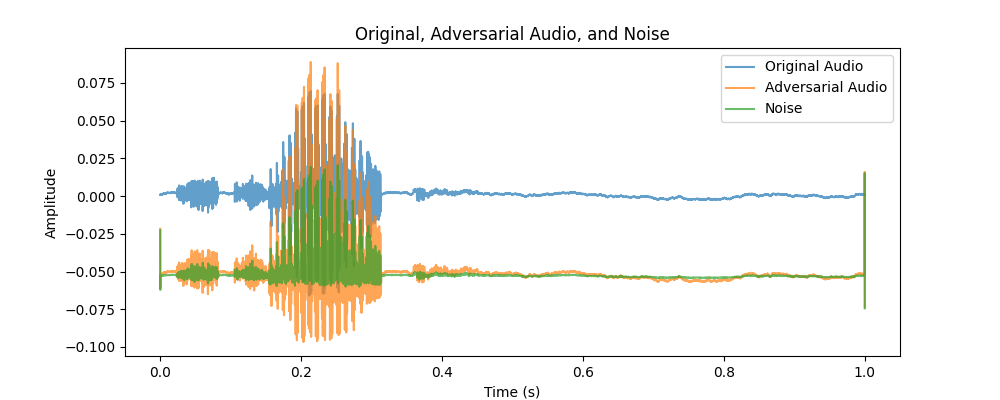 Original, Adversarial Audio, and Noise
Original Audio
Adversarial Audio
Noise
Amplitude
0.075
0.050
0.025
0.000
−0.025
−0.050
−0.075
−0.100
0.0 0.2 0.4 0.6 0.8 1.0
Time (s)